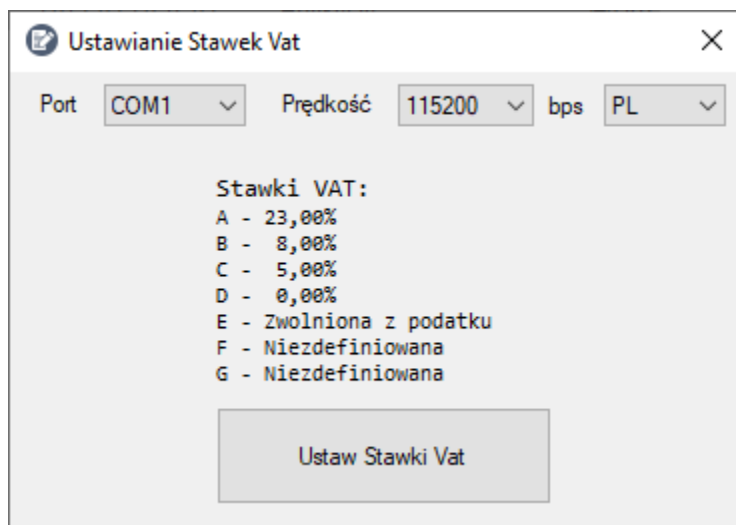 Ustawianie Stawek Vat
Port COM1 Prędkość 115200 bps PL
Stawki VAT:
A - 23,00%
B -  8,00%
C -  5,00%
D -  0,00%
E - Zwolniona z podatku
F - Niezdefiniowana
G - Niezdefiniowana
Ustaw Stawki Vat